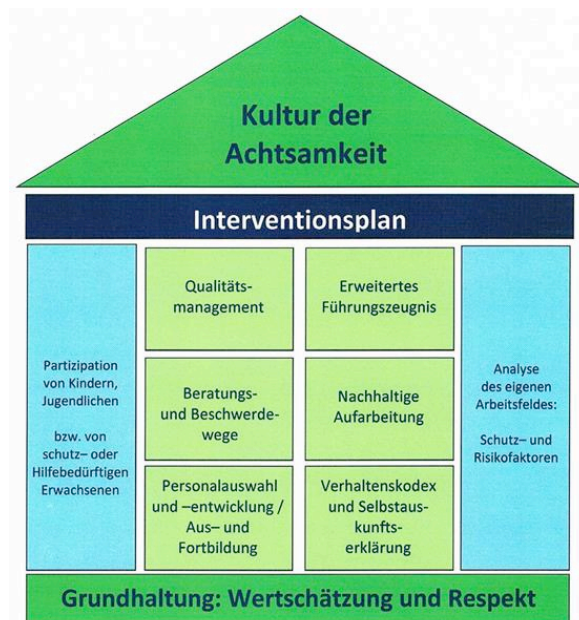 Kultur der
Achtsamkeit
Interventionsplan
Partizipation
von Kindern,
Jugendlichen
bzw. von
schutz– oder
Hilfebedürftigen
Erwachsenen
Qualitäts-
management
Erweitertes
Führungszeugnis
Beratungs-
und Beschwerde-
wege
Nachhaltige
Aufarbeitung
Personalauswahl
und –entwicklung /
Aus– und
Fortbildung
Verhaltenskodex
und Selbstaus-
kunfts-
erklärung
Analyse
des eigenen
Arbeitsfeldes:
Schutz– und
Risikofaktoren
Grundhaltung: Wertschätzung und Respekt